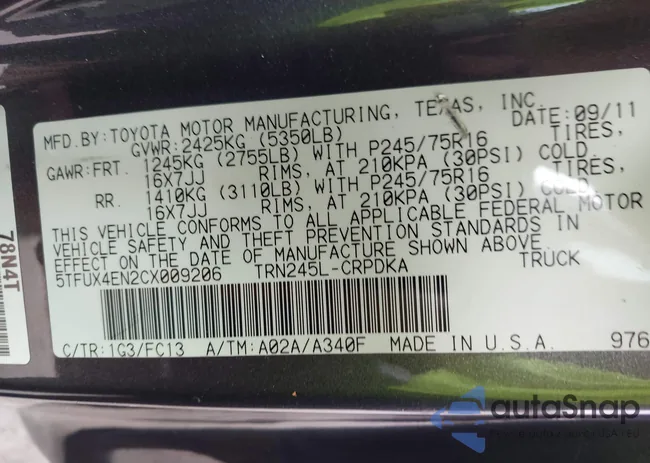 MFD.BY:TOYOTA MOTOR MANUFACTURING, TEXAS, INC.
GVWR:2425KG (5350LB) DATE:09/11
GAWR:FRT. 1245KG (2755LB) WITH P245/75R16 TIRES,
16X7JJ RIMS, AT 210KPA (30PSI) COLD.
RR. 1410KG (3110LB) WITH P245/75R16 TIRES,
16X7JJ RIMS, AT 210KPA (30PSI) COLD.
THIS VEHICLE CONFORMS TO ALL APPLICABLE FEDERAL MOTOR
VEHICLE SAFETY AND THEFT PREVENTION STANDARDS IN
EFFECT ON THE DATE OF MANUFACTURE SHOWN ABOVE.
5TFUX4EN2CX009206 TRN245L-CRPDKA TRUCK
C/TR:1G3/FC13 A/TM:A02A/A340F MADE IN U.S.A. 976
78N4T
autoSnap